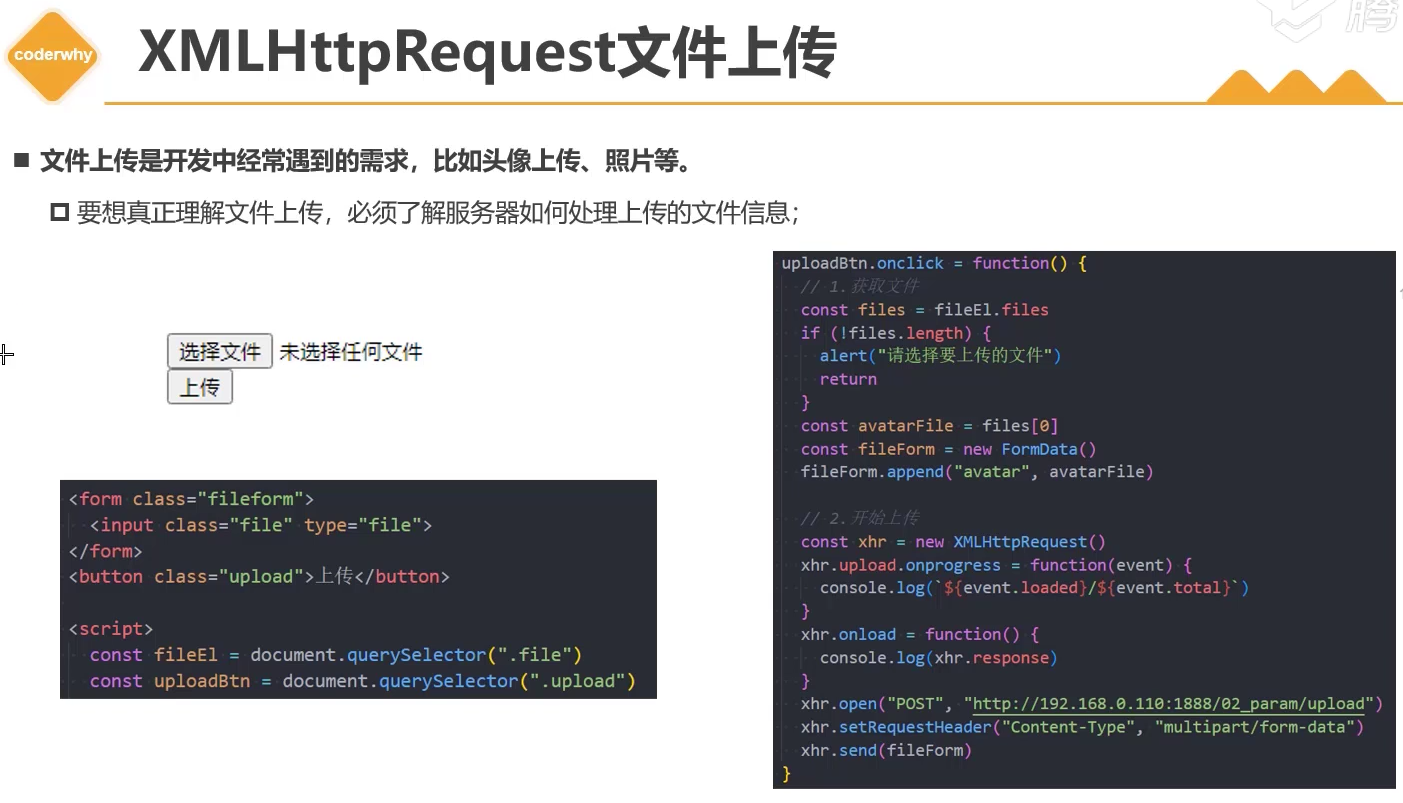 coderwhy
XMLHttpRequest文件上传
腾
文件上传是开发中经常遇到的需求，比如头像上传、照片等。
要想真正理解文件上传，必须了解服务器如何处理上传的文件信息；
选择文件 未选择任何文件
上传
<form class="fileform">
<input class="file" type="file">
</form>
<button class="upload">上传</button>
<script>
const fileEl = document.querySelector(".file")
const uploadBtn = document.querySelector(".upload")
uploadBtn.onclick = function() {
// 1.获取文件
const files = fileEl.files
if (!files.length) {
alert("请选择要上传的文件")
return
}
const avatarFile = files[0]
const fileForm = new FormData()
fileForm.append("avatar", avatarFile)
// 2.开始上传
const xhr = new XMLHttpRequest()
xhr.upload.onprogress = function(event) {
console.log(`${event.loaded}/${event.total}`)
}
xhr.onload = function() {
console.log(xhr.response)
}
xhr.open("POST", "http://192.168.0.110:1888/02_param/upload")
xhr.setRequestHeader("Content-Type", "multipart/form-data")
xhr.send(fileForm)
}